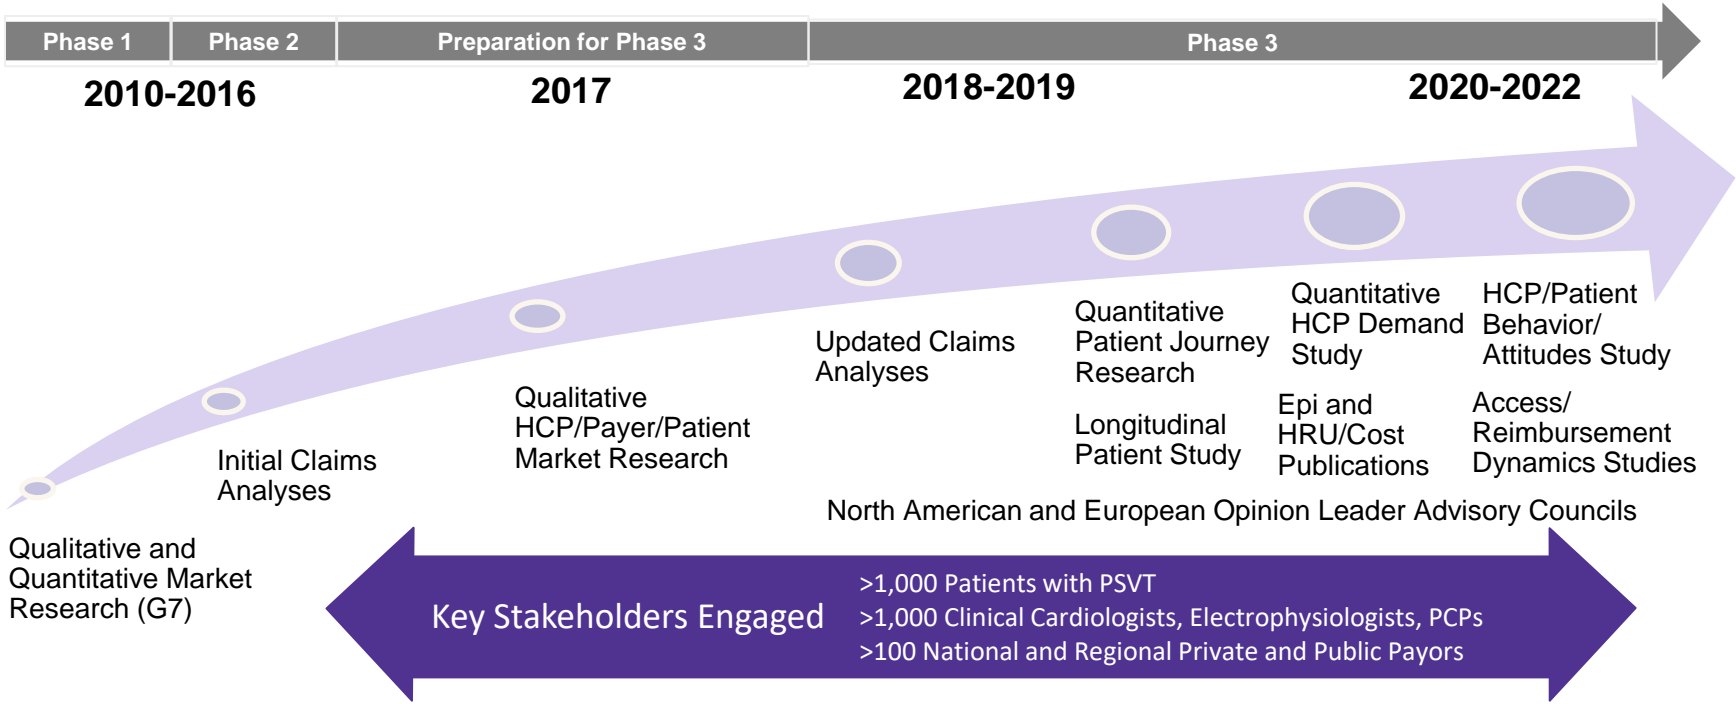 Phase 1
Phase 2
Preparation for Phase 3
Phase 3
2010-2016
2017
2018-2019
2020-2022
Qualitative and
Quantitative Market
Research (G7)
Initial Claims
Analyses
Qualitative
HCP/Payer/Patient
Market Research
Updated Claims
Analyses
Quantitative
Patient Journey
Research
Longitudinal
Patient Study
Quantitative
HCP Demand
Study
Epi and
HRU/Cost
Publications
HCP/Patient
Behavior/
Attitudes Study
Access/
Reimbursement
Dynamics Studies
North American and European Opinion Leader Advisory Councils
Key Stakeholders Engaged
>1,000 Patients with PSVT
>1,000 Clinical Cardiologists, Electrophysiologists, PCPs
>100 National and Regional Private and Public Payors